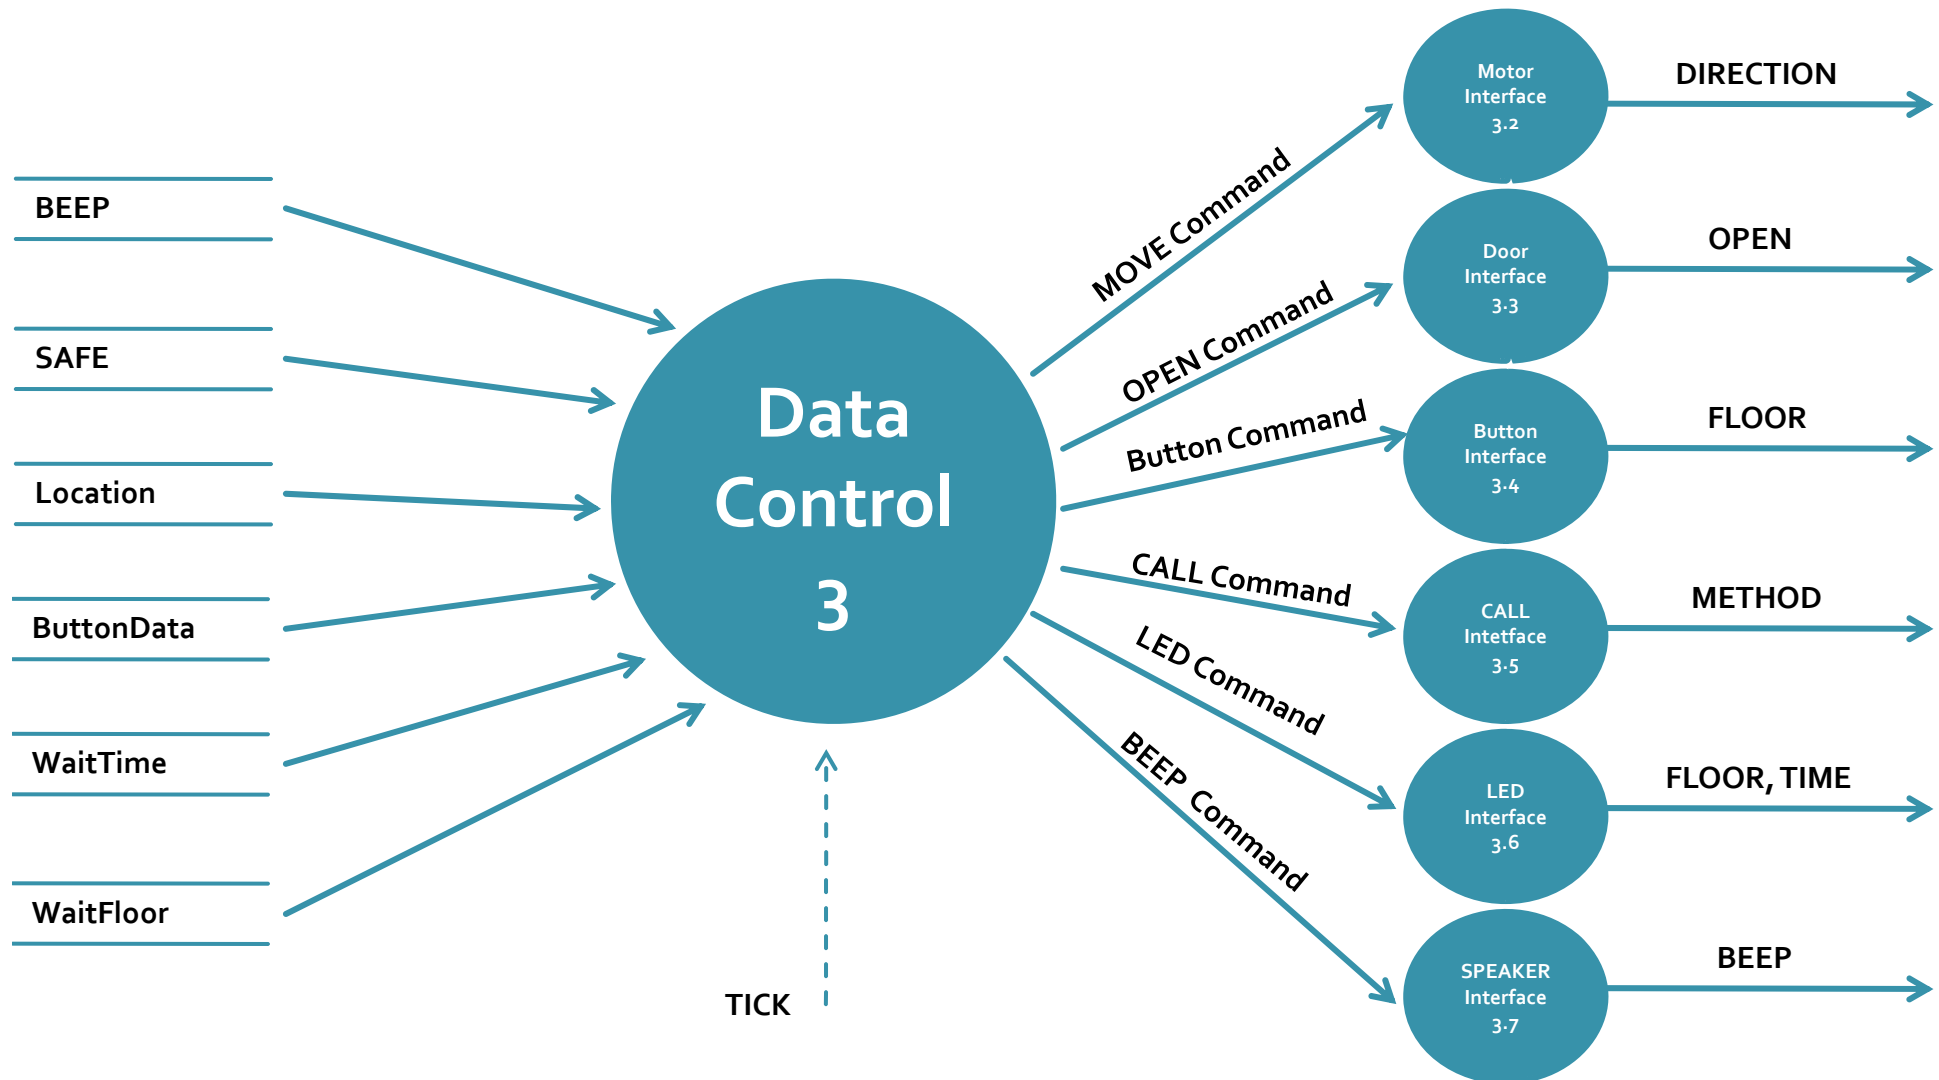 BEEP
SAFE
Location
ButtonData
WaitTime
WaitFloor
Data
Control
3
TICK
MOVE Command
OPEN Command
Button Command
CALL Command
LED Command
BEEP Command
Motor
Interface
3.2
DIRECTION
Door
Interface
3.3
OPEN
Button
Interface
3.4
FLOOR
CALL
Intetface
3.5
METHOD
LED
Interface
3.6
FLOOR, TIME
SPEAKER
Interface
3.7
BEEP